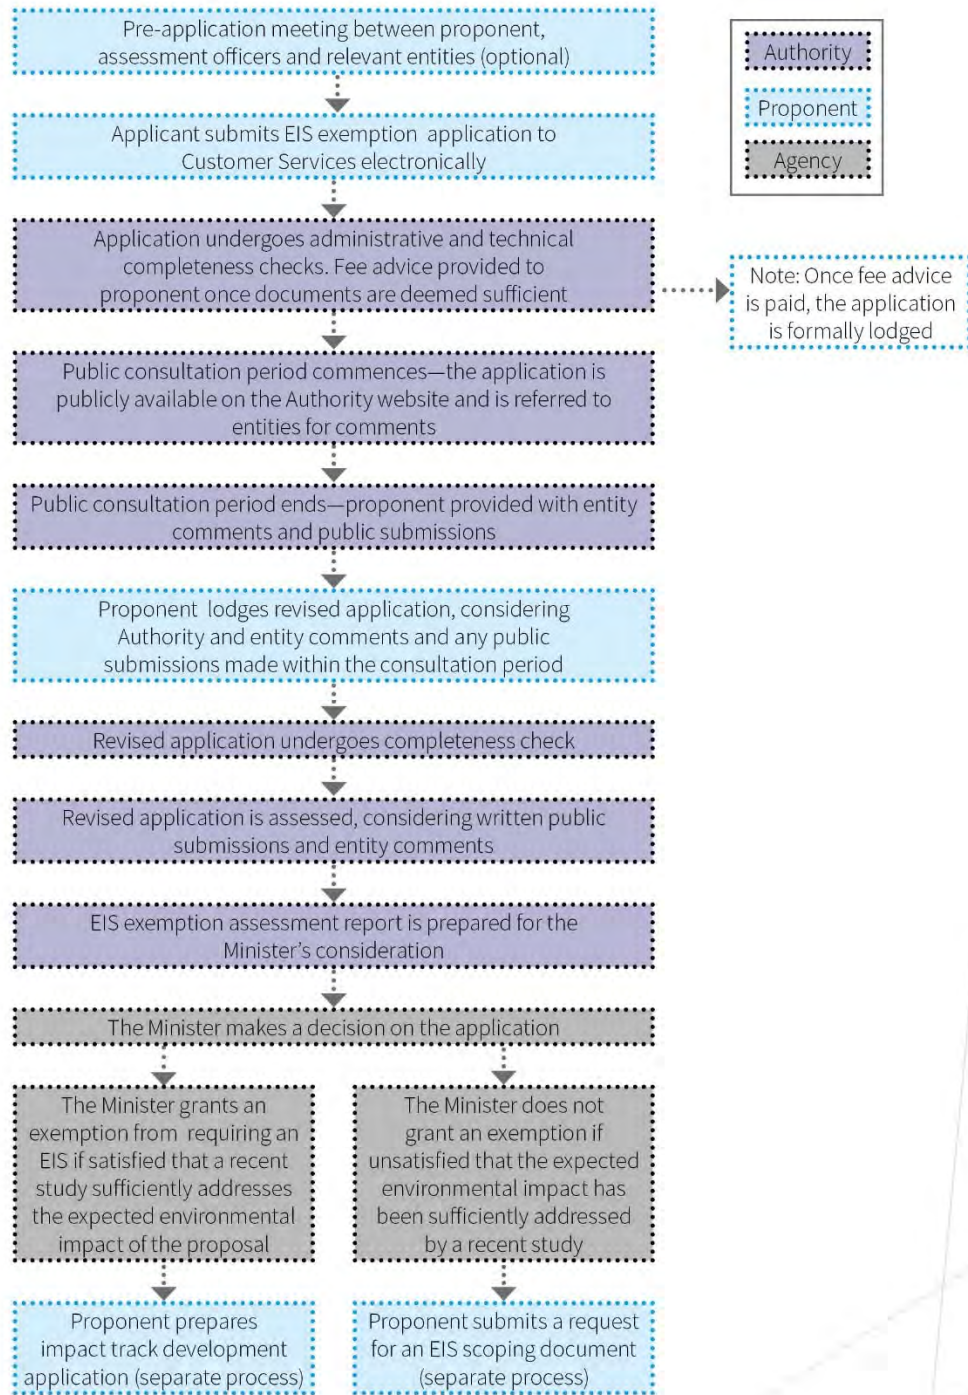 Pre-application meeting between proponent,
assessment officers and relevant entities (optional)
Authority
Proponent
Agency
Applicant submits EIS exemption application to
Customer Services electronically
Application undergoes administrative and technical
completeness checks. Fee advice provided to
proponent once documents are deemed sufficient
Note: Once fee advice
is paid, the application
is formally lodged
Public consultation period commences—the application is
publicly available on the Authority website and is referred to
entities for comments
Public consultation period ends—proponent provided with entity
comments and public submissions
Proponent lodges revised application, considering
Authority and entity comments and any public
submissions made within the consultation period
Revised application undergoes completeness check
Revised application is assessed, considering written public
submissions and entity comments
EIS exemption assessment report is prepared for the
Minister's consideration
The Minister makes a decision on the application
The Minister grants an
exemption from requiring an
EIS if satisfied that a recent
study sufficiently addresses
the expected environmental
impact of the proposal
The Minister does not
grant an exemption if
unsatisfied that the expected
environmental impact has
been sufficiently addressed
by a recent study
Proponent prepares
impact track development
application (separate process)
Proponent submits a request
for an EIS scoping document
(separate process)